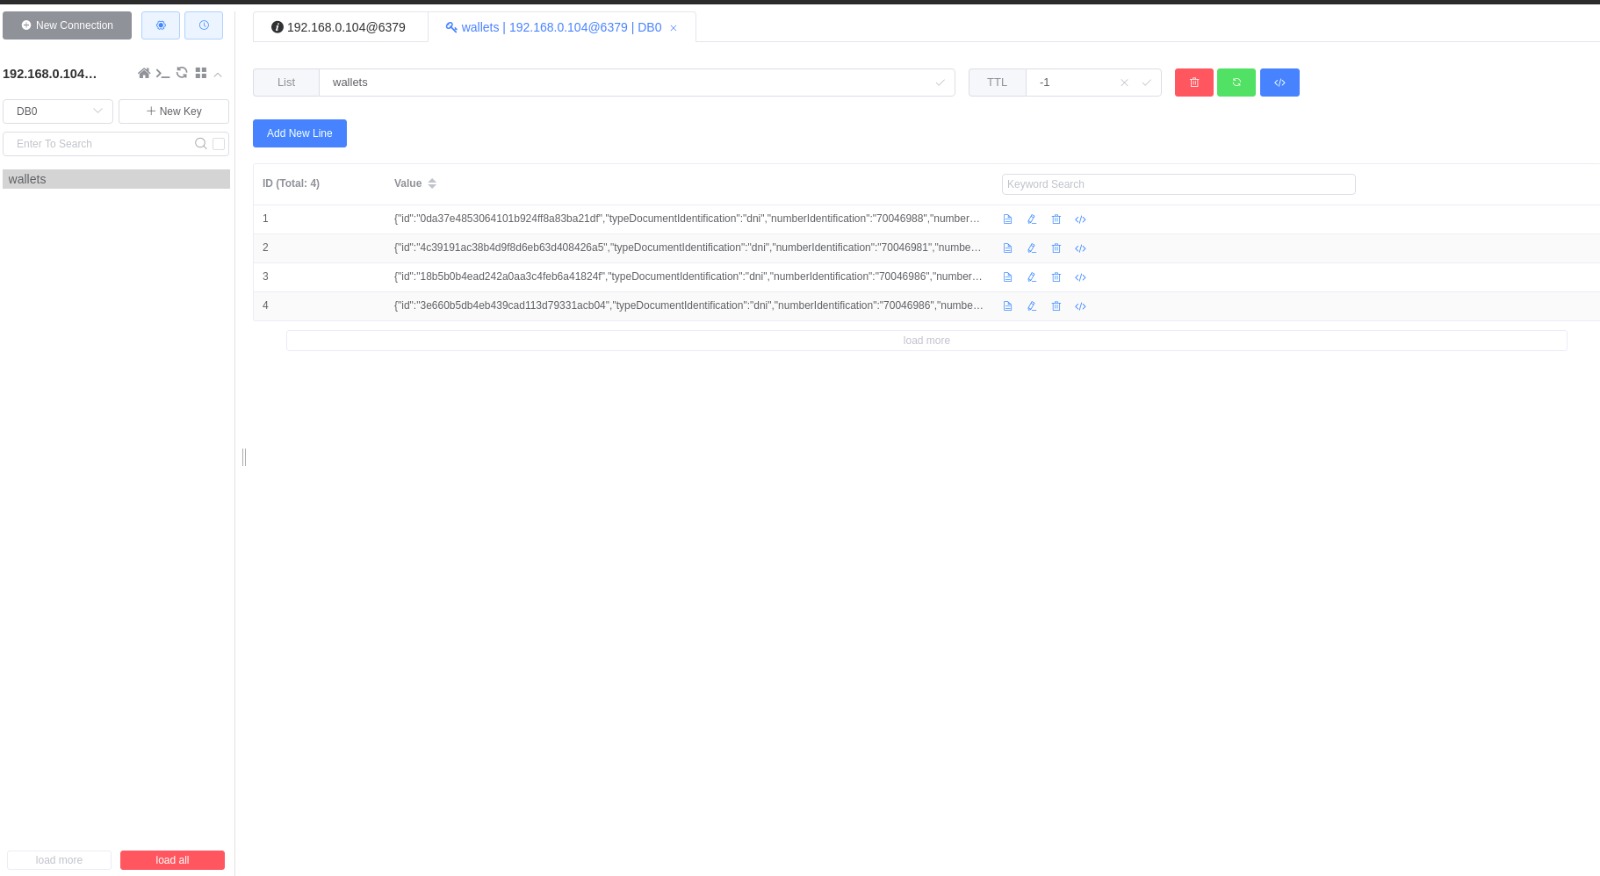 New Connection
192.168.0.104@6379
wallets | 192.168.0.104@6379 | DB0
192.168.0.104...
List
wallets
TTL
-1
DB0
New Key
Enter To Search
Add New Line
wallets
ID (Total: 4)
Value
Keyword Search
1
{"id":"0da37e4853064101b924ff8a83ba21df","typeDocumentIdentification":"dni","numberIdentification":"70046988","number...
2
{"id":"4c39191ac38b4d9f8d6eb63d408426a5","typeDocumentIdentification":"dni","numberIdentification":"70046981","numbe...
3
{"id":"18b5b0b4ead242a0aa3c4feb6a41824f","typeDocumentIdentification":"dni","numberIdentification":"70046986","number...
4
{"id":"3e660b5db4eb439cad113d79331acb04","typeDocumentIdentification":"dni","numberIdentification":"70046986","numbe...
load more
load more
load all